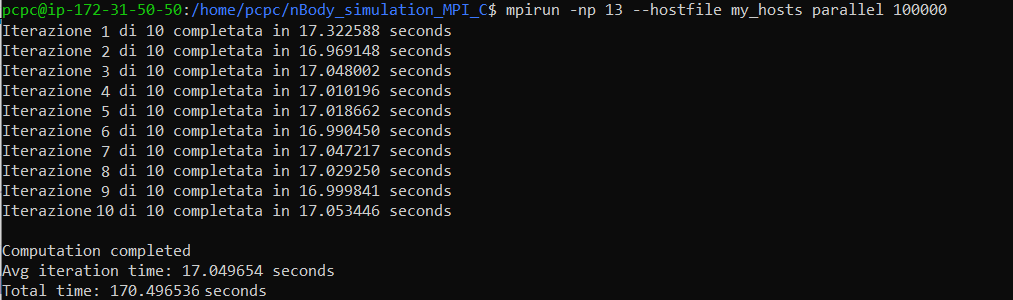 pcpc@ip-172-31-50-50:/home/pcpc/nBody_simulation_MPI_C$ mpirun -np 13 --hostfile my_hosts parallel 100000
Iterazione 1 di 10 completata in 17.322588 seconds
Iterazione 2 di 10 completata in 16.969148 seconds
Iterazione 3 di 10 completata in 17.048002 seconds
Iterazione 4 di 10 completata in 17.010196 seconds
Iterazione 5 di 10 completata in 17.018662 seconds
Iterazione 6 di 10 completata in 16.990450 seconds
Iterazione 7 di 10 completata in 17.047217 seconds
Iterazione 8 di 10 completata in 17.029250 seconds
Iterazione 9 di 10 completata in 16.999841 seconds
Iterazione 10 di 10 completata in 17.053446 seconds
Computation completed
Avg iteration time: 17.049654 seconds
Total time: 170.496536 seconds